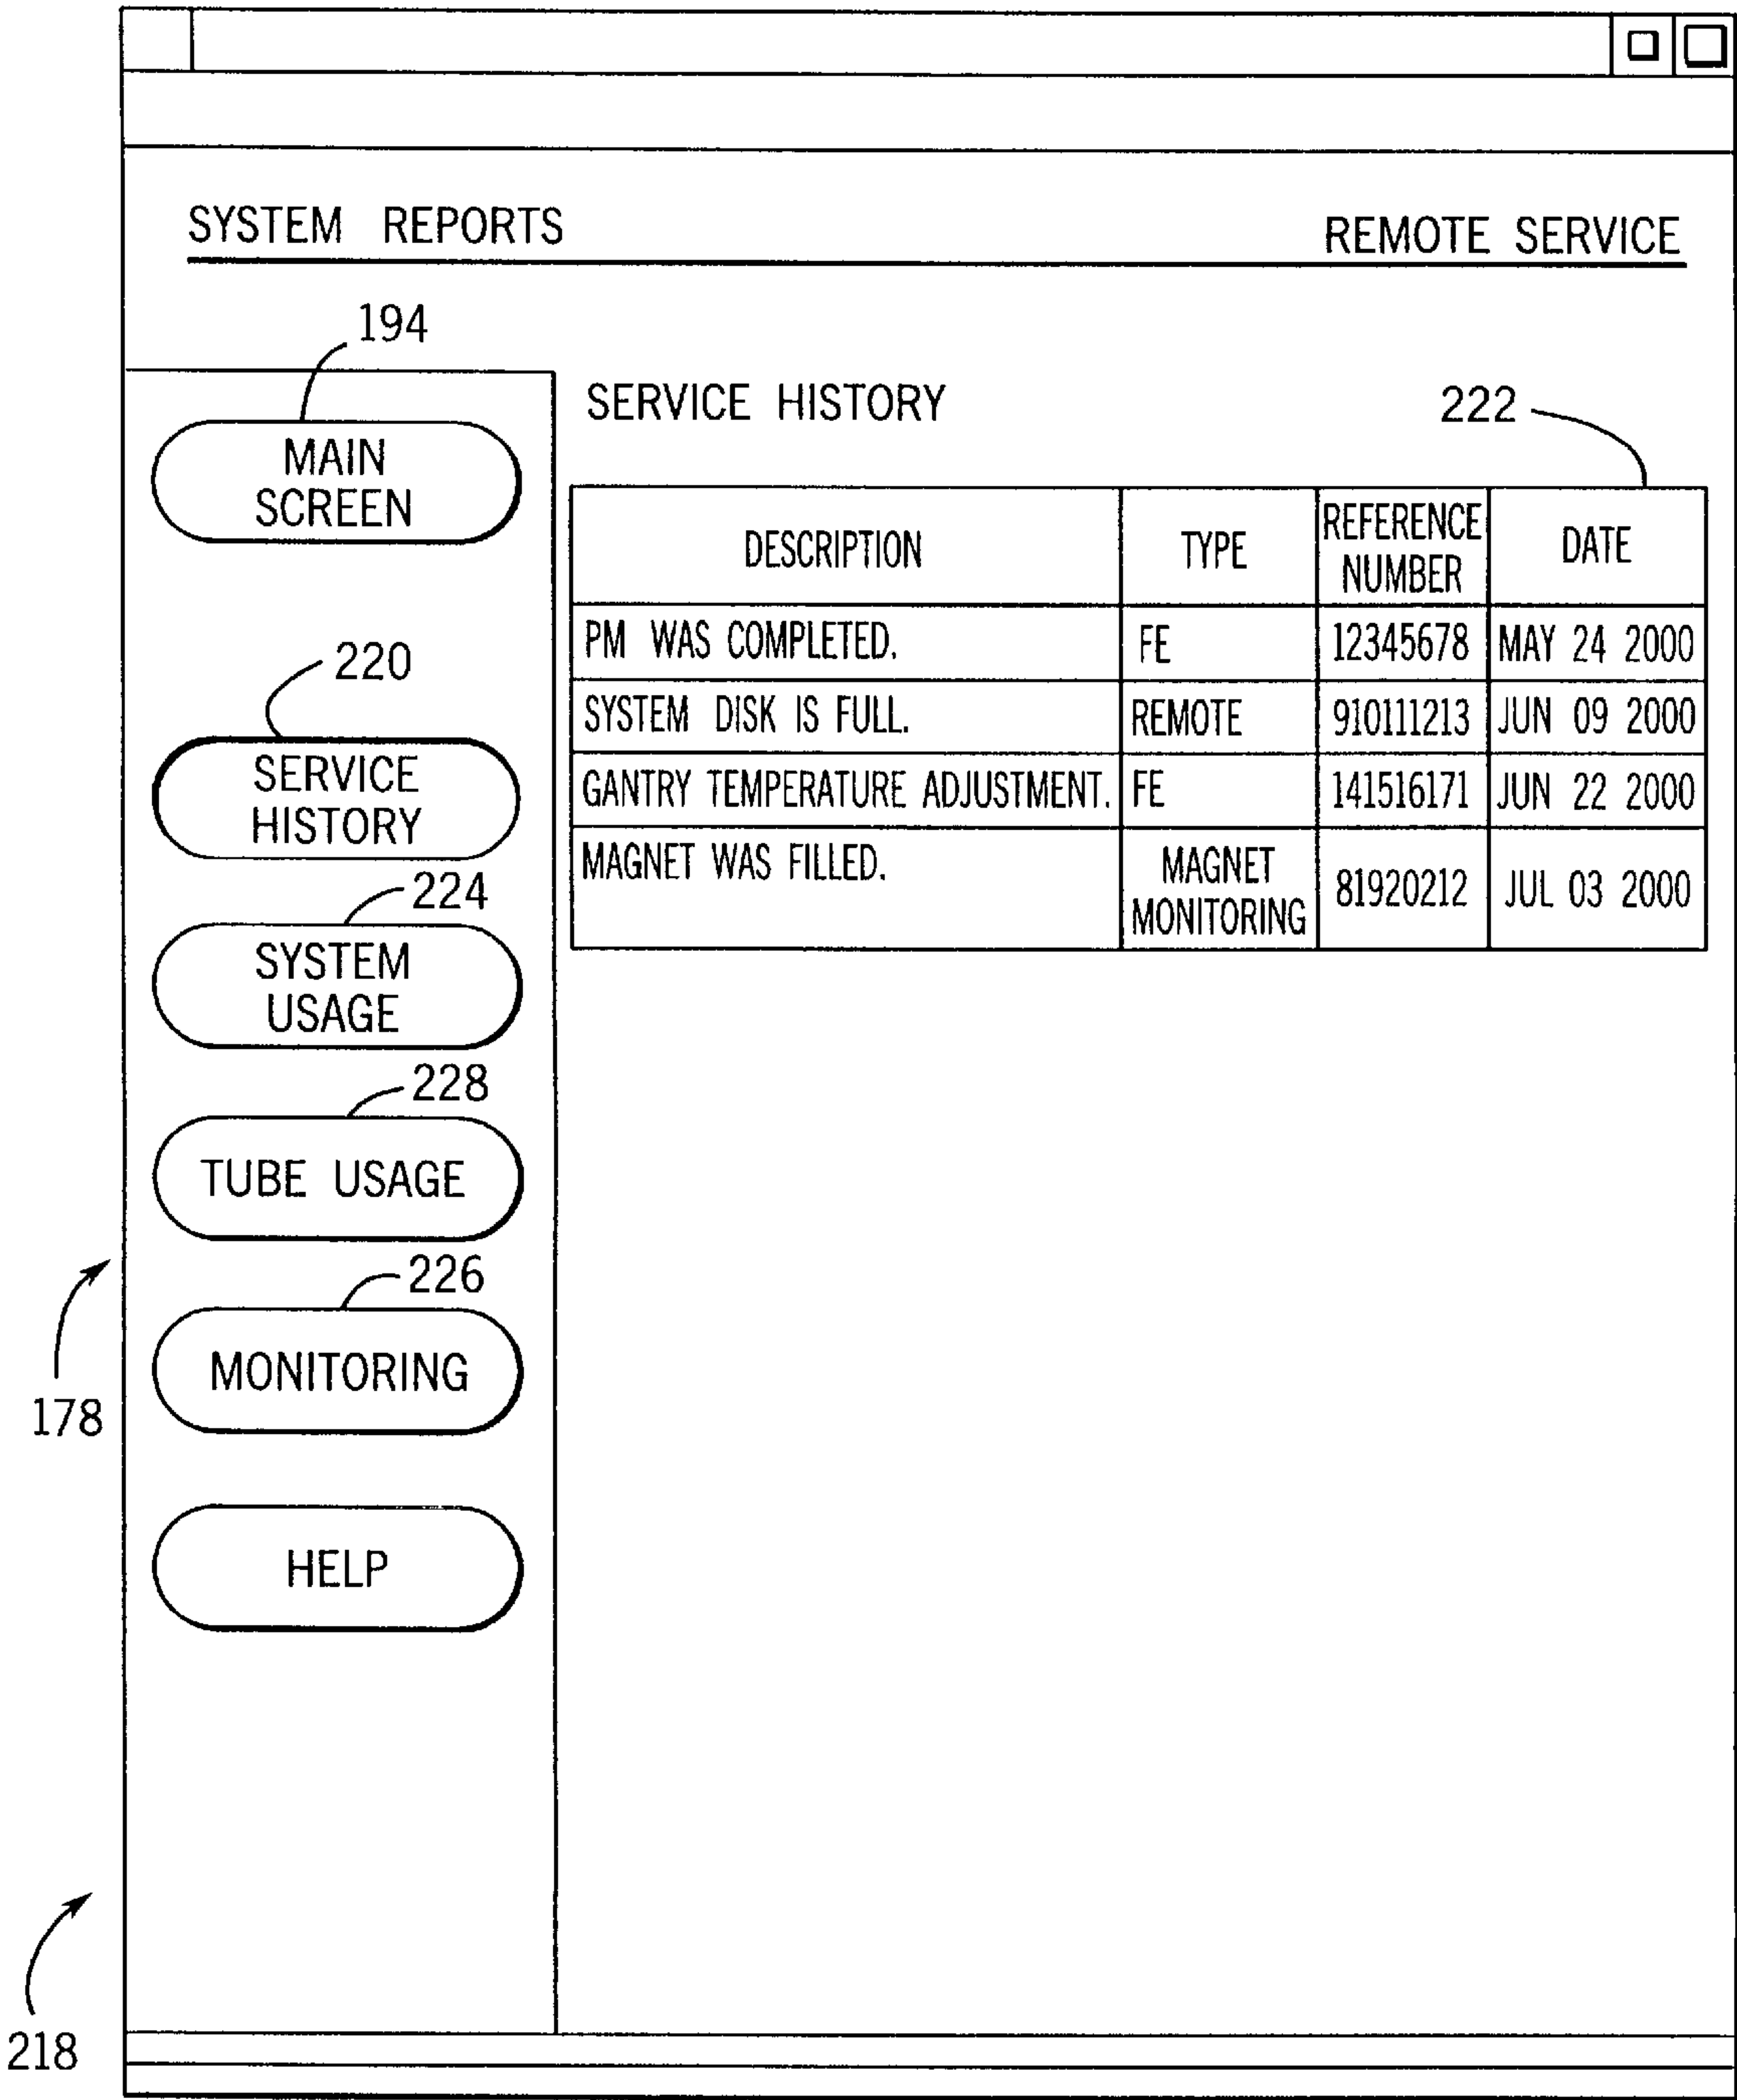 SYSTEM REPORTS
REMOTE SERVICE
194
MAIN
SCREEN
220
SERVICE
HISTORY
224
SYSTEM
USAGE
228
TUBE USAGE
226
MONITORING
HELP
178
218
SERVICE HISTORY
222
DESCRIPTION TYPE REFERENCE NUMBER DATE
PM WAS COMPLETED. FE 12345678 MAY 24 2000
SYSTEM DISK IS FULL. REMOTE 910111213 JUN 09 2000
GANTRY TEMPERATURE ADJUSTMENT. FE 141516171 JUN 22 2000
MAGNET WAS FILLED. MAGNET MONITORING 81920212 JUL 03 2000